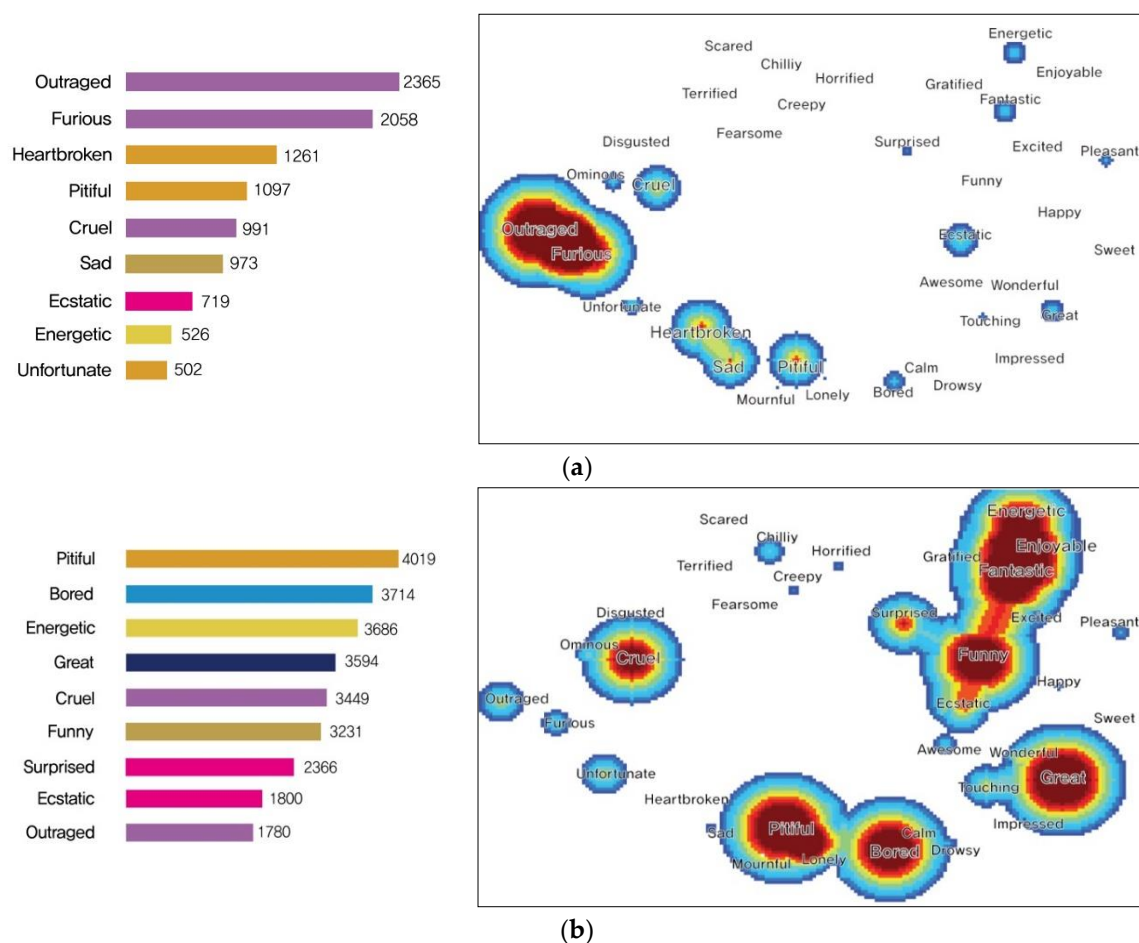 Outraged 2365
Furious 2058
Heartbroken 1261
Pitiful 1097
Cruel 991
Sad 973
Ecstatic 719
Energetic 526
Unfortunate 502
Energetic
Scared
Chilliy
Enjoyable
Horrified
Gratified
Terrified
Fantastic
Creepy
Fearsome
Disgusted
Surprised
Excited
Pleasant
Ominous
Cruel
Funny
Happy
Outraged
Ecstatic
Furious
Sweet
Awesome
Wonderful
Unfortunate
Great
Touching
Heartbroken
Impressed
Sad
Pitiful
Calm
Drowsy
Bored
Lonely
Mournful
(a)
Pitiful 4019
Bored 3714
Energetic 3686
Great 3594
Cruel 3449
Funny 3231
Surprised 2366
Ecstatic 1800
Outraged 1780
Energetic
Scared
Chilliy
Enjoyable
Horrified
Gratified
Terrified
Fantastic
Creepy
Fearsome
Disgusted
Surprised
Excited
Pleasant
Ominous
Cruel
Funny
Happy
Outraged
Ecstatic
Furious
Sweet
Awesome
Wonderful
Unfortunate
Great
Touching
Heartbroken
Impressed
Pitiful
Sad
Calm
Bored
Drowsy
Lonely
Mournful
(b)